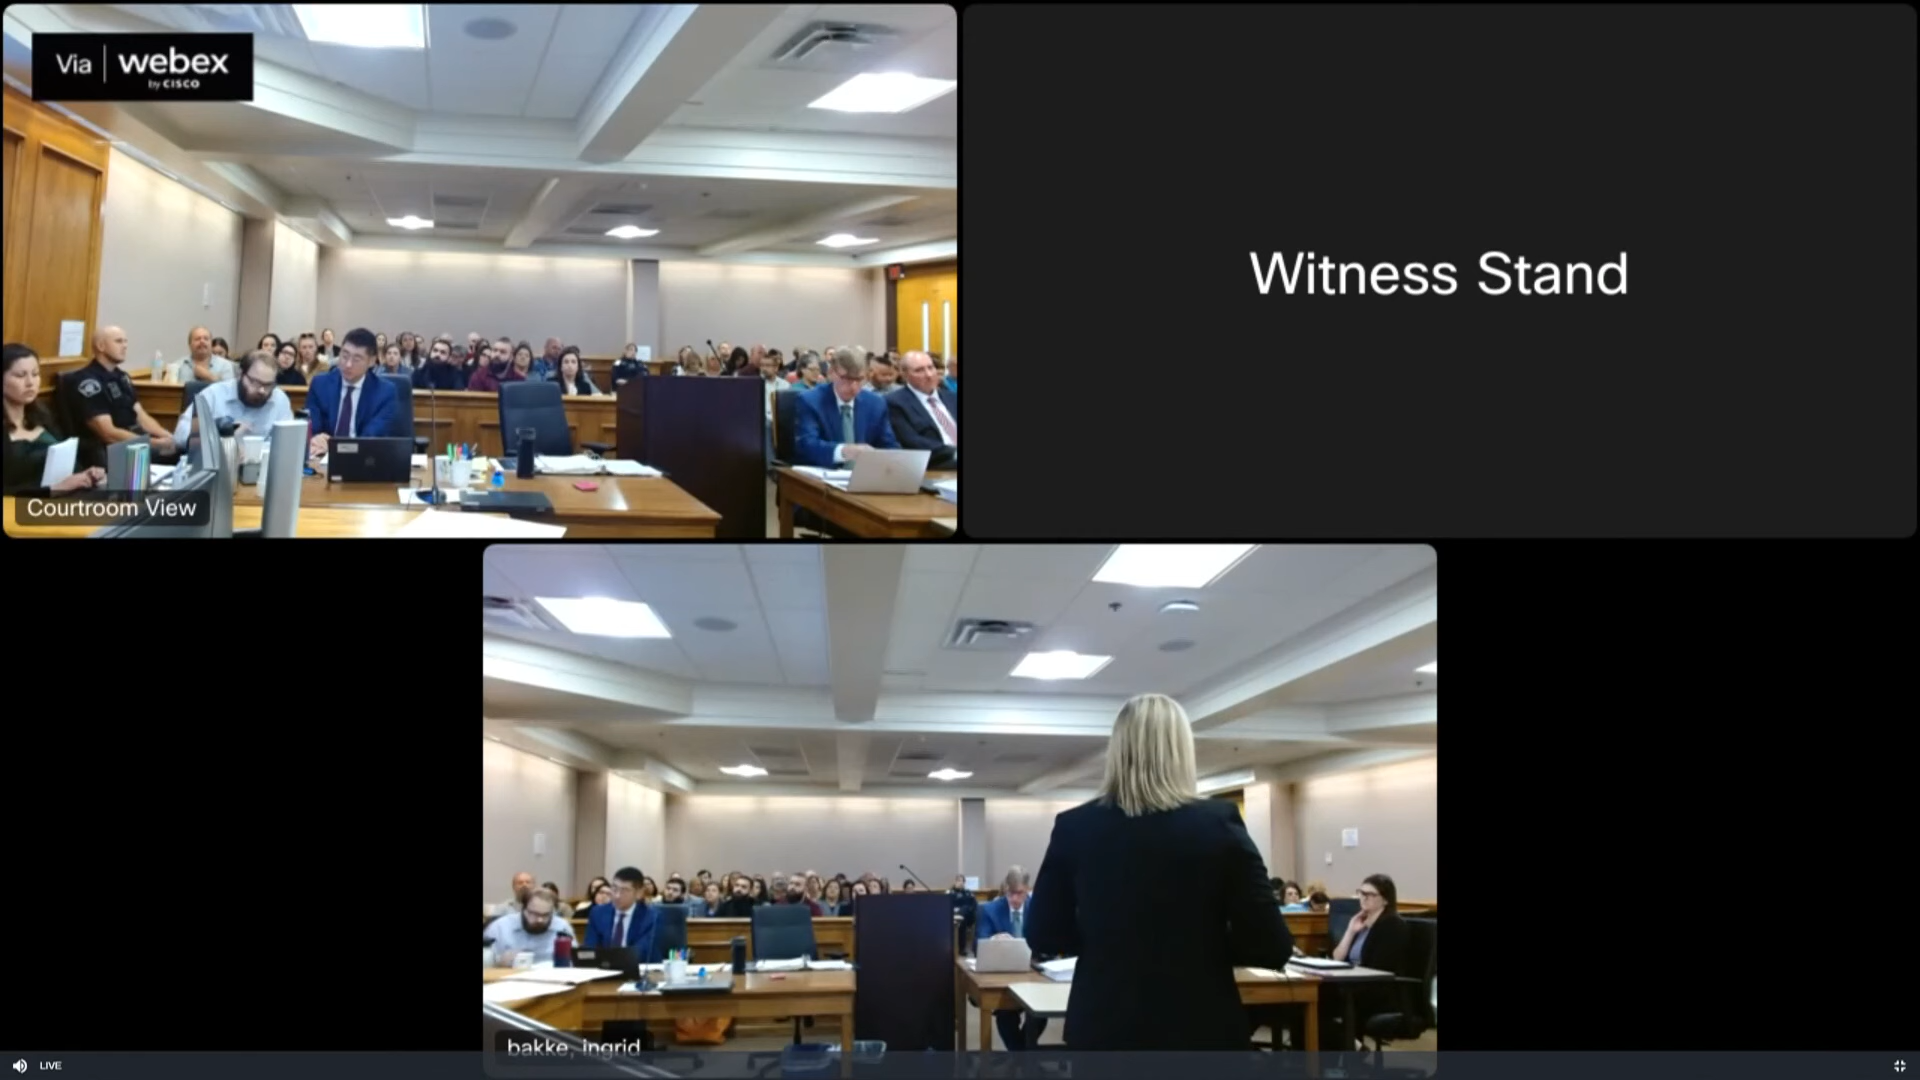 Via | webex
by CISCO
Witness Stand
Courtroom View
bakke, ingrid
LIVE